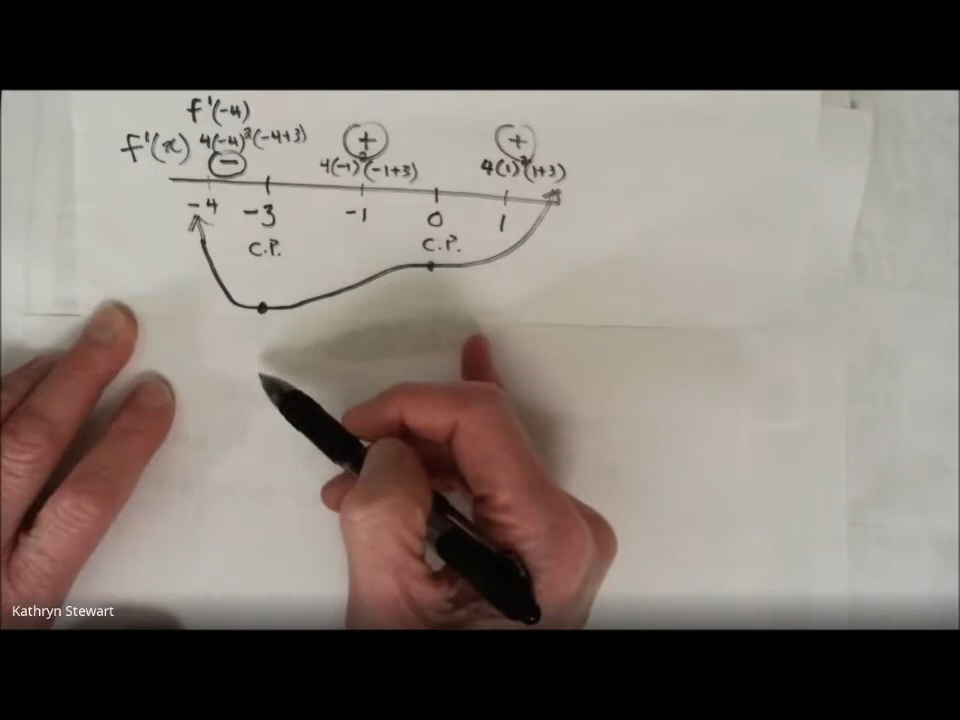 f'(-4)
f'(x) 4(-4)²(-4+3) + +
− 4(-1)²(-1+3) 4(1)²(1+3)
-4 -3 -1 0 1
C.P. C.P.
Kathryn Stewart